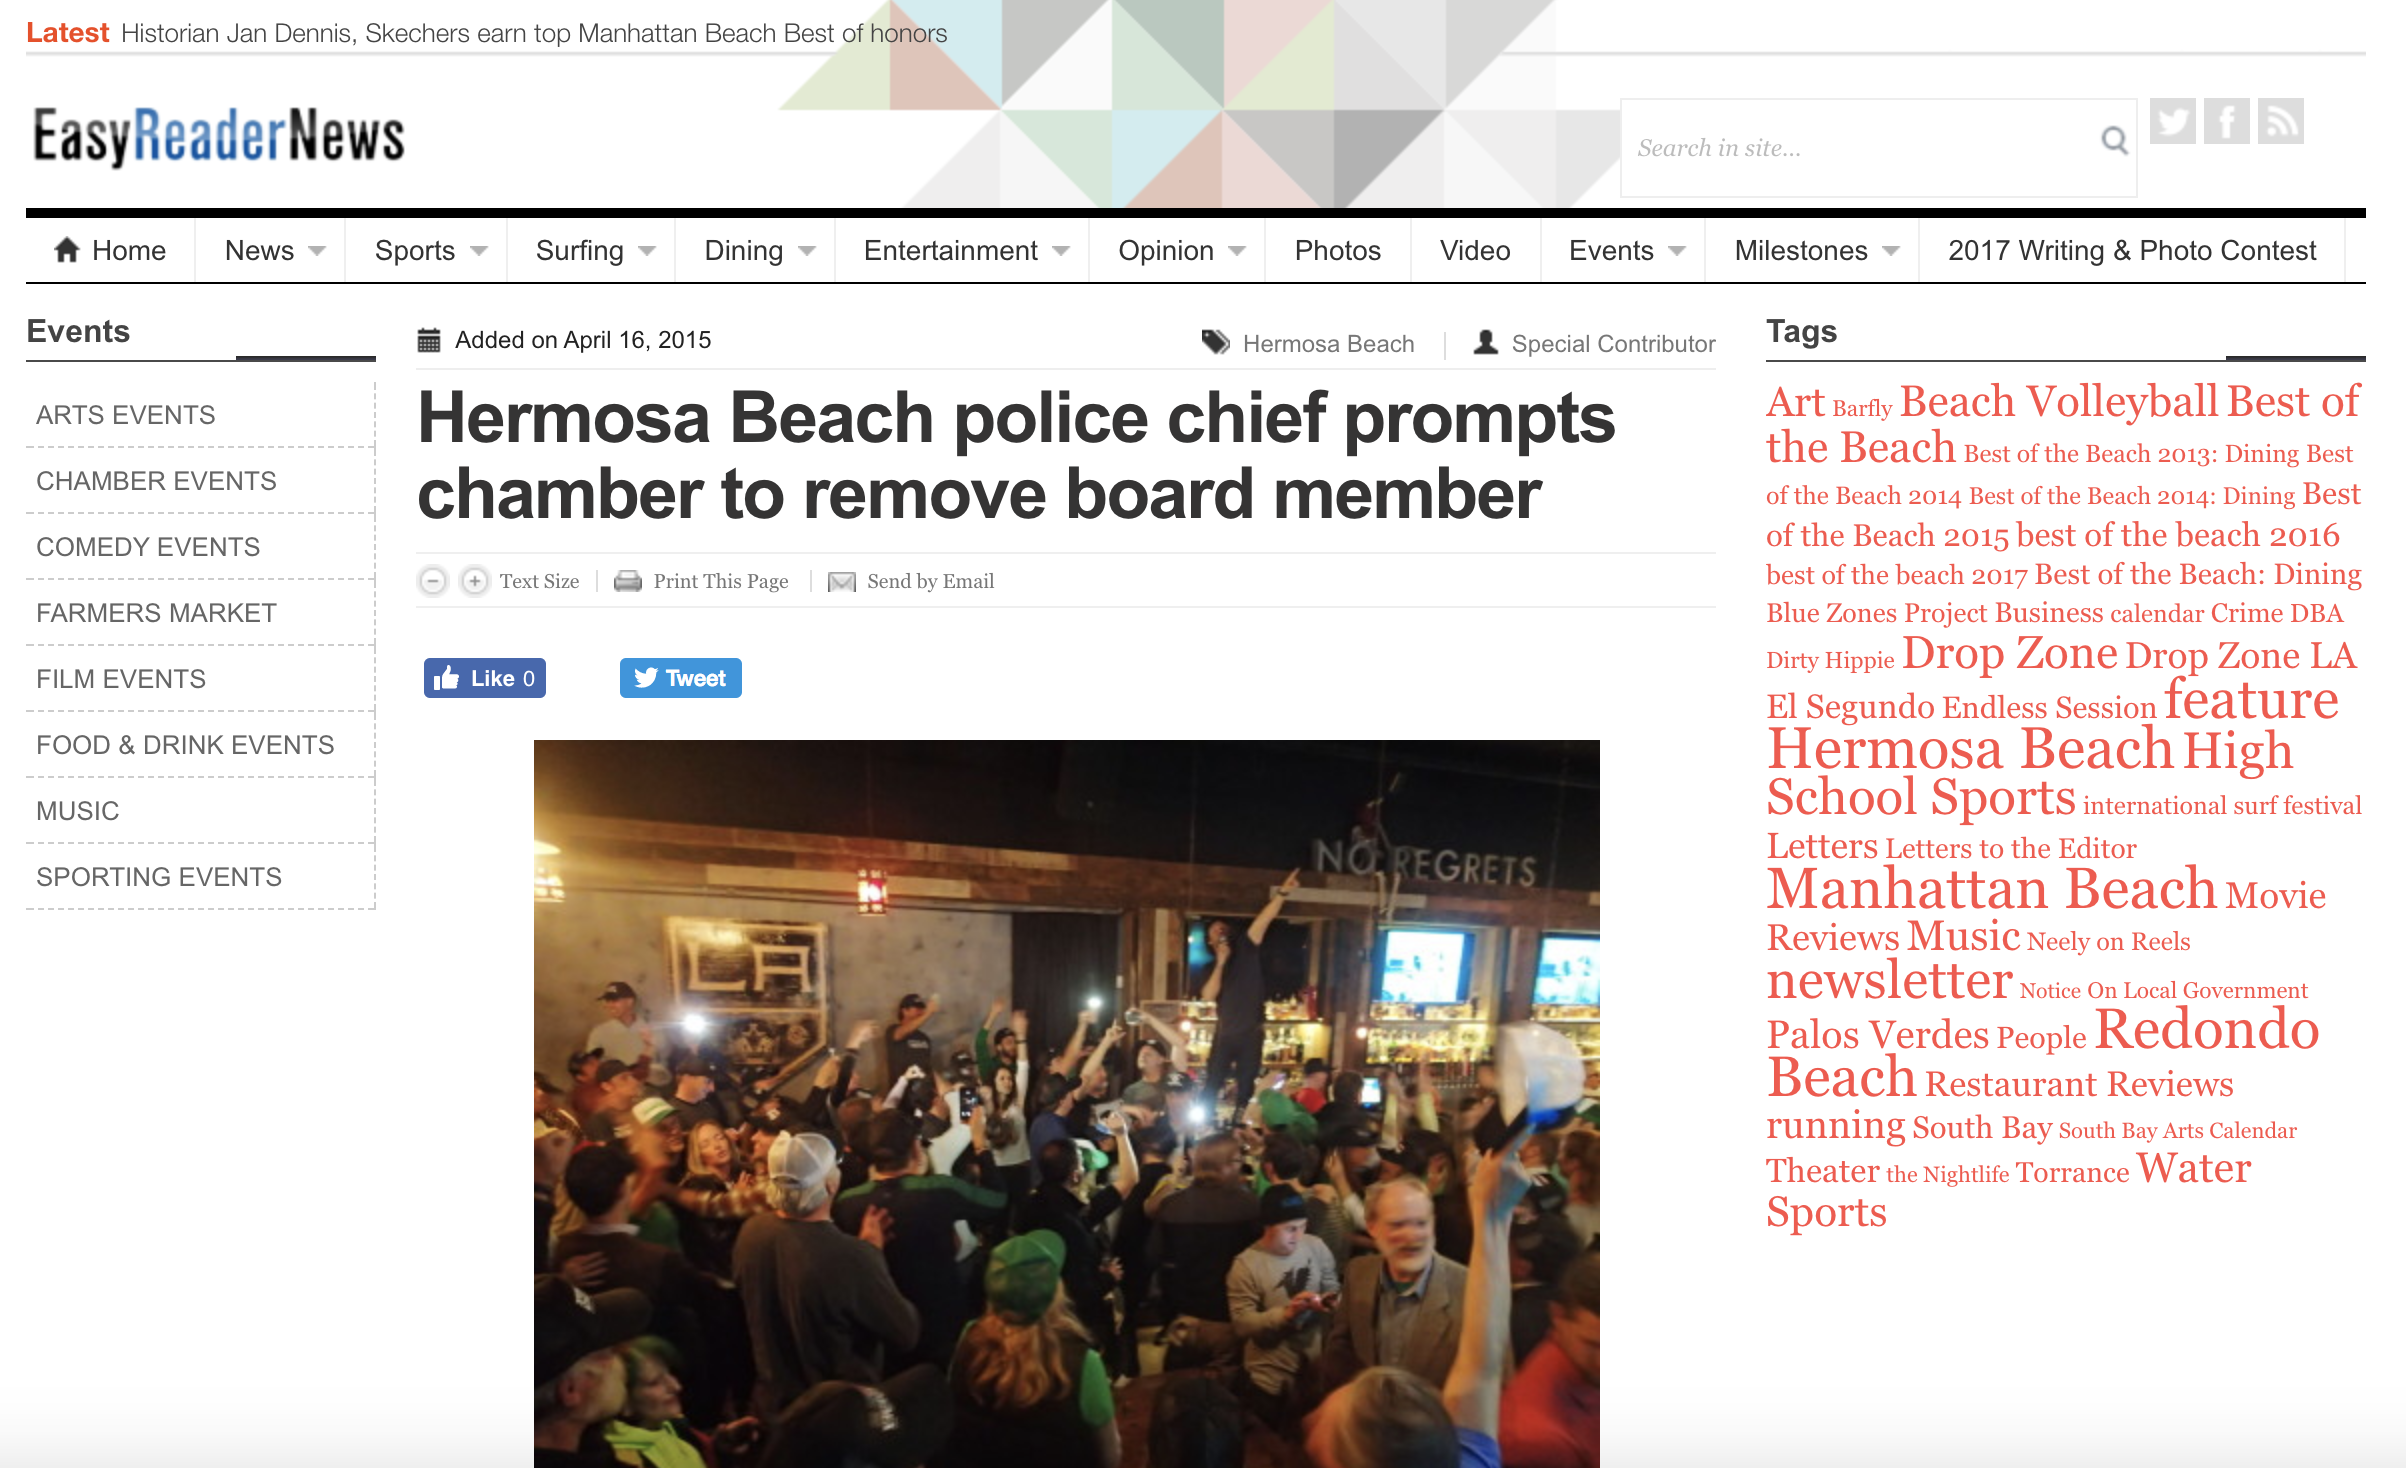 Latest Historian Jan Dennis, Skechers earn top Manhattan Beach Best of honors
EasyReaderNews
Search in site...
Home
News
Sports
Surfing
Dining
Entertainment
Opinion
Photos
Video
Events
Milestones
2017 Writing & Photo Contest
Events
ARTS EVENTS
CHAMBER EVENTS
COMEDY EVENTS
FARMERS MARKET
FILM EVENTS
FOOD & DRINK EVENTS
MUSIC
SPORTING EVENTS
Added on April 16, 2015
Hermosa Beach
Special Contributor
Hermosa Beach police chief prompts
chamber to remove board member
Text Size
Print This Page
Send by Email
Like 0
Tweet
NO REGRETS
LA
Tags
Art Barfly Beach Volleyball Best of
the Beach Best of the Beach 2013: Dining Best
of the Beach 2014 Best of the Beach 2014: Dining Best
of the Beach 2015 best of the beach 2016
best of the beach 2017 Best of the Beach: Dining
Blue Zones Project Business calendar Crime DBA
Dirty Hippie Drop Zone Drop Zone LA
El Segundo Endless Session feature
Hermosa Beach High
School Sports international surf festival
Letters Letters to the Editor
Manhattan Beach Movie
Reviews Music Neely on Reels
newsletter Notice On Local Government
Palos Verdes People Redondo
Beach Restaurant Reviews
running South Bay South Bay Arts Calendar
Theater the Nightlife Torrance Water
Sports